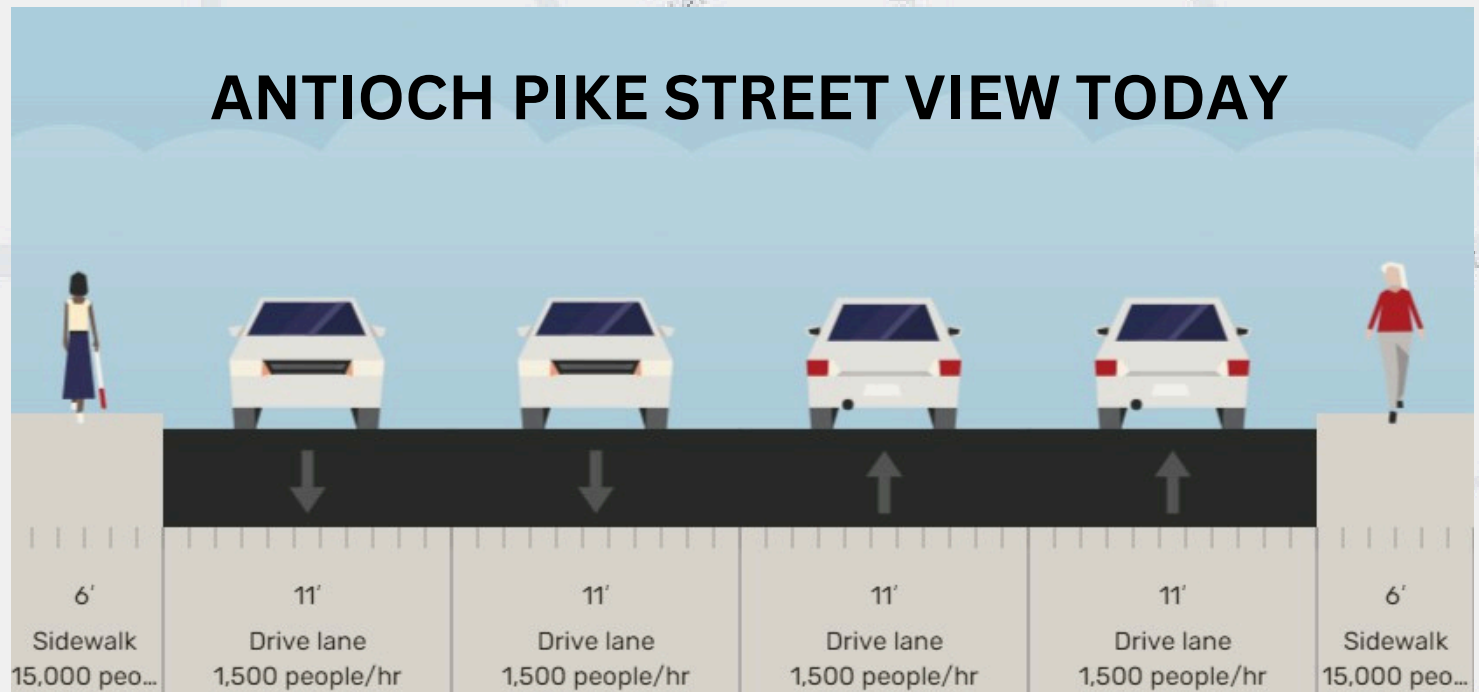 ANTIOCH PIKE STREET VIEW TODAY
6′ 11′ 11′ 11′ 11′ 6′
Sidewalk Drive lane Drive lane Drive lane Drive lane Sidewalk
15,000 peo... 1,500 people/hr 1,500 people/hr 1,500 people/hr 1,500 people/hr 15,000 peo...